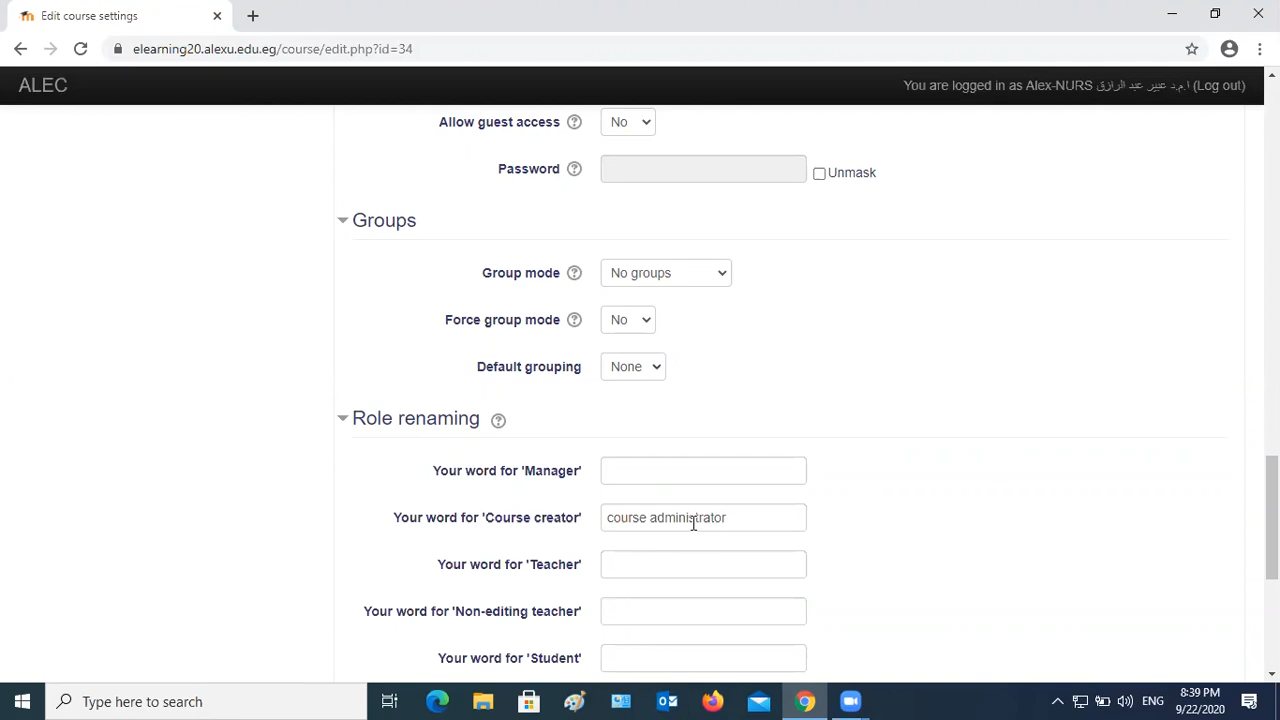 Edit course settings
elearning20.alexu.edu.eg/course/edit.php?id=34
ALEC
You are logged in as Alex-NURS ا.م.د عبير عبد الرازق (Log out)
Allow guest access
No
Password
Unmask
Groups
Group mode
No groups
Force group mode
No
Default grouping
None
Role renaming
Your word for 'Manager'
Your word for 'Course creator'
course administrator
Your word for 'Teacher'
Your word for 'Non-editing teacher'
Your word for 'Student'
Type here to search
ENG
8:39 PM
9/22/2020